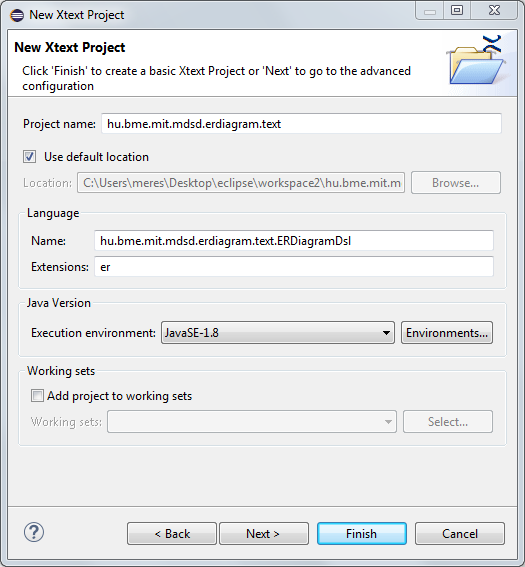 New Xtext Project
New Xtext Project
Click 'Finish' to create a basic Xtext Project or 'Next' to go to the advanced
configuration
Project name: hu.bme.mit.mdsd.erdiagram.text
Use default location
Location: C:\Users\meres\Desktop\eclipse\workspace2\hu.bme.mit.m Browse...
Language
Name: hu.bme.mit.mdsd.erdiagram.text.ERDiagramDsl
Extensions: er
Java Version
Execution environment: JavaSE-1.8 Environments...
Working sets
Add project to working sets
Working sets: Select...
? < Back Next > Finish Cancel